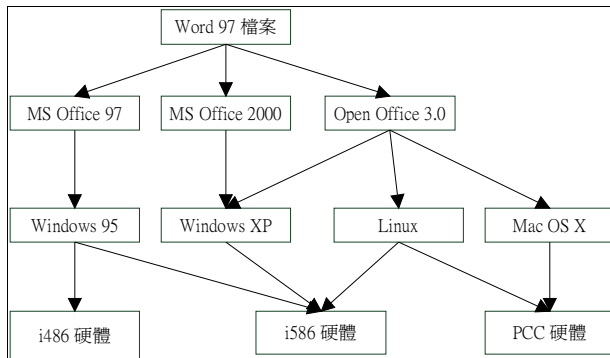 Word 97 檔案
MS Office 97
MS Office 2000
Open Office 3.0
Windows 95
Windows XP
Linux
Mac OS X
i486 硬體
i586 硬體
PCC 硬體